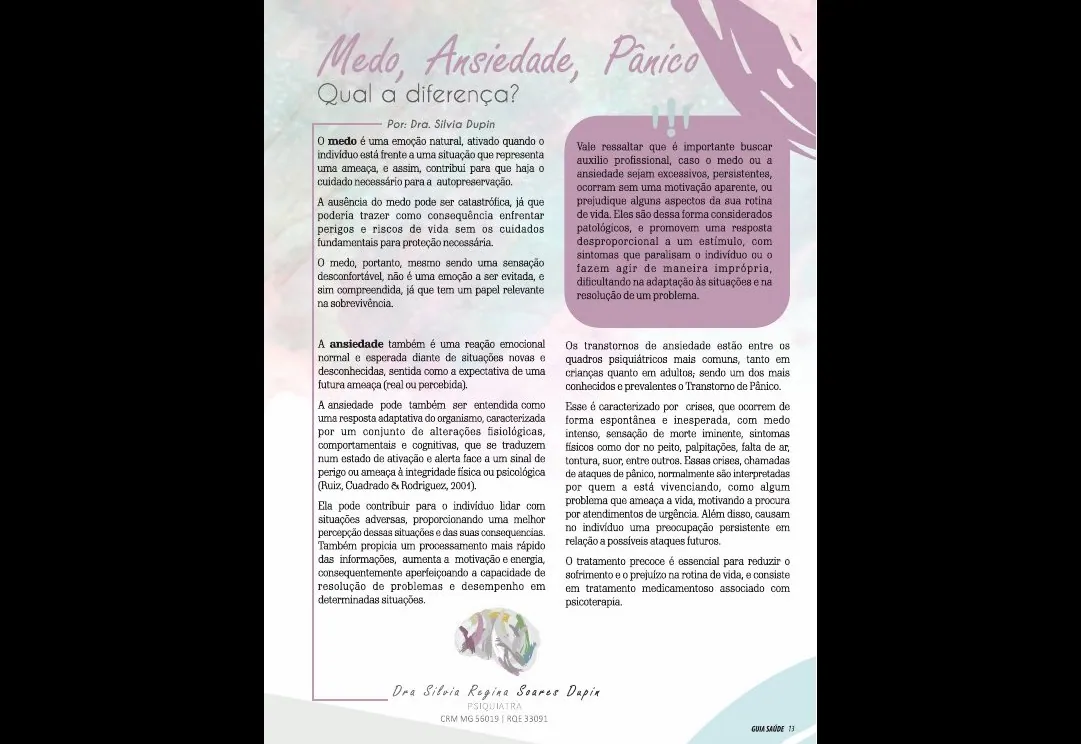 Medo, Ansiedade, Pânico
Qual a diferença?
Por: Dra. Silvia Dupin
O medo é uma emoção natural, ativado quando o
indivíduo está frente a uma situação que representa
uma ameaça, e assim, contribui para que haja o
cuidado necessário para a autopreservação.
A ausência do medo pode ser catastrófica, já que
poderia trazer como consequência enfrentar
perigos e riscos de vida sem os cuidados
fundamentais para proteção necessária.
O medo, portanto, mesmo sendo uma sensação
desconfortável, não é uma emoção a ser evitada, e
sim compreendida, já que tem um papel relevante
na sobrevivência.
A ansiedade também é uma reação emocional
normal e esperada diante de situações novas e
desconhecidas, sentida como a expectativa de uma
futura ameaça (real ou percebida).
A ansiedade pode também ser entendida como
uma resposta adaptativa do organismo, caracterizada
por um conjunto de alterações fisiológicas,
comportamentais e cognitivas, que se traduzem
num estado de ativação e alerta face a um sinal de
perigo ou ameaça à integridade física ou psicológica
(Ruiz, Cuadrado & Rodriguez, 2001).
Ela pode contribuir para o indivíduo lidar com
situações adversas, proporcionando uma melhor
percepção dessas situações e das suas consequencias.
Também propicia um processamento mais rápido
das informações, aumenta a motivação e energia,
consequentemente aperfeiçoando a capacidade de
resolução de problemas e desempenho em
determinadas situações.
Vale ressaltar que é importante buscar
auxilio profissional, caso o medo ou a
ansiedade sejam excessivos, persistentes,
ocorram sem uma motivação aparente, ou
prejudique alguns aspectos da sua rotina
de vida. Eles são dessa forma considerados
patológicos, e promovem uma resposta
desproporcional a um estímulo, com
sintomas que paralisam o indivíduo ou o
fazem agir de maneira imprópria,
dificultando na adaptação às situações e na
resolução de um problema.
Os transtornos de ansiedade estão entre os
quadros psiquiátricos mais comuns, tanto em
crianças quanto em adultos; sendo um dos mais
conhecidos e prevalentes o Transtorno de Pânico.
Esse é caracterizado por crises, que ocorrem de
forma espontânea e inesperada, com medo
intenso, sensação de morte iminente, sintomas
físicos como dor no peito, palpitações, falta de ar,
tontura, suor, entre outros. Essas crises, chamadas
de ataques de pânico, normalmente são interpretadas
por quem a está vivenciando, como algum
problema que ameaça a vida, motivando a procura
por atendimentos de urgência. Além disso, causam
no indivíduo uma preocupação persistente em
relação a possíveis ataques futuros.
O tratamento precoce é essencial para reduzir o
sofrimento e o prejuízo na rotina de vida, e consiste
em tratamento medicamentoso associado com
psicoterapia.
Dra Silvia Regina Soares Dupin
PSIQUIATRA
CRM MG 56019 | RQE 33091
GUIA SAÚDE 13